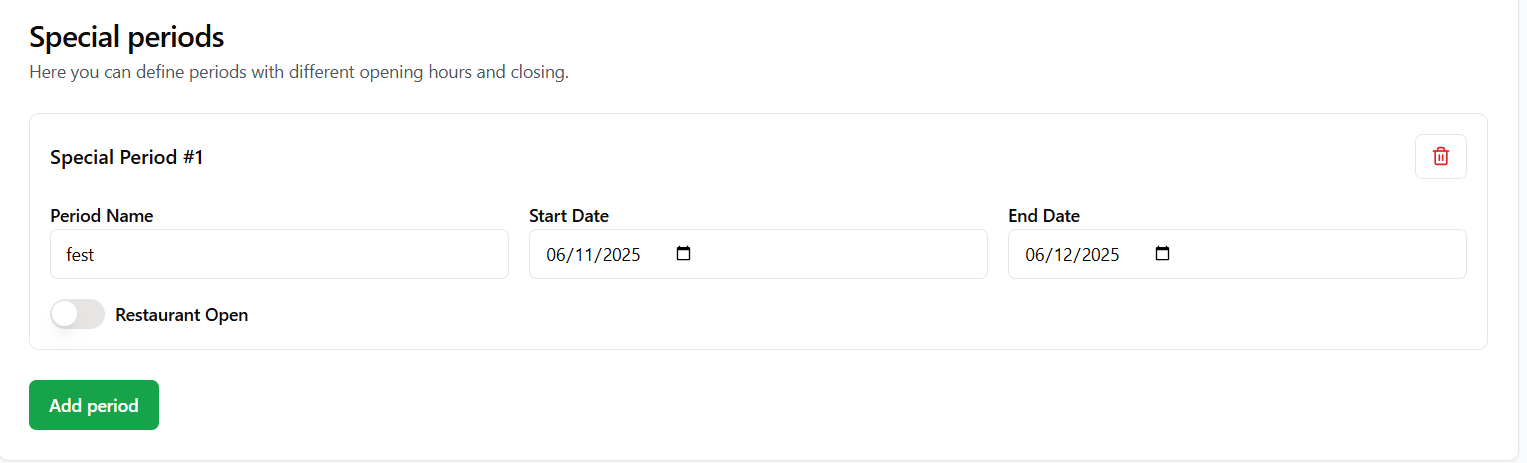 Special periods
Here you can define periods with different opening hours and closing.
Special Period #1
Period Name
Start Date
End Date
fest
06/11/2025
06/12/2025
Restaurant Open
Add period